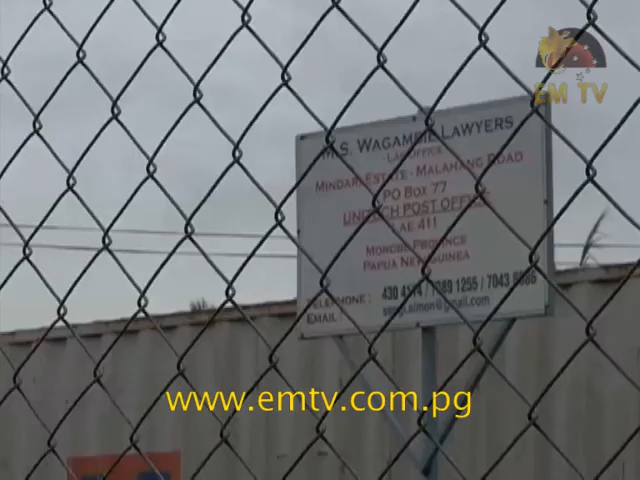 EM TV
M.S. WAGAMBIE LAWYERS
- LAE OFFICE -
MINDARI ESTATE - MALAHANG ROAD
PO BOX 77
UNITECH POST OFFICE
LAE 411
MOROBE PROVINCE
PAPUA NEW GUINEA
TELEPHONE :
EMAIL :
www.emtv.com.pg